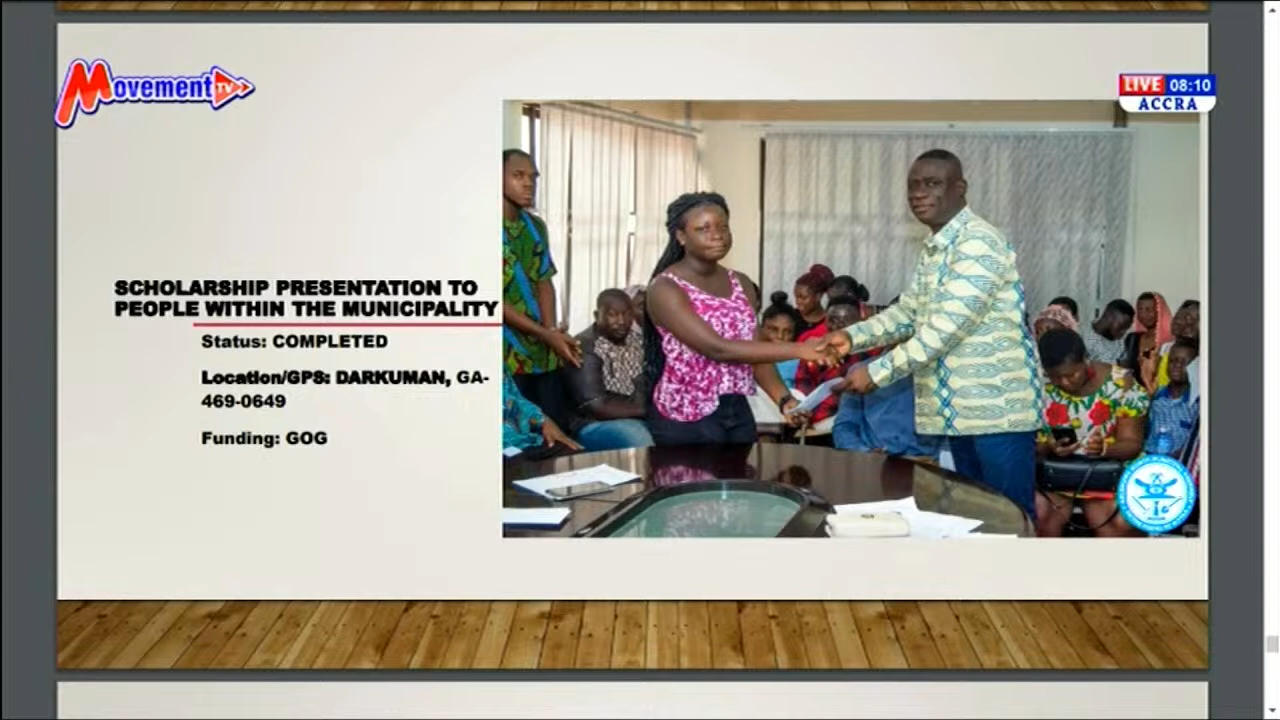 Movement TV
LIVE 08:10
ACCRA
SCHOLARSHIP PRESENTATION TO
PEOPLE WITHIN THE MUNICIPALITY
Status: COMPLETED
Location/GPS: DARKUMAN, GA-
469-0649
Funding: GOG